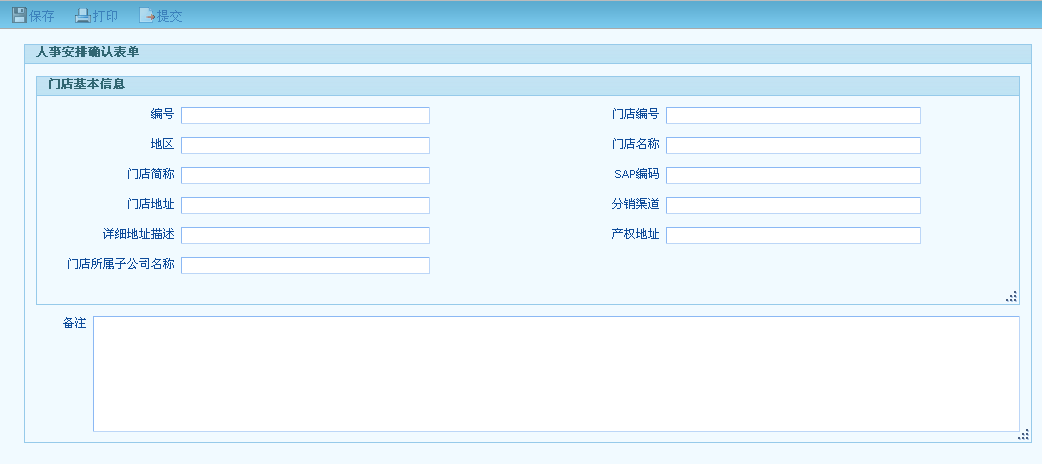 保存 打印 提交
人事安排确认表单
门店基本信息
编号 门店编号
地区 门店名称
门店简称 SAP编码
门店地址 分销渠道
详细地址描述 产权地址
门店所属子公司名称
备注